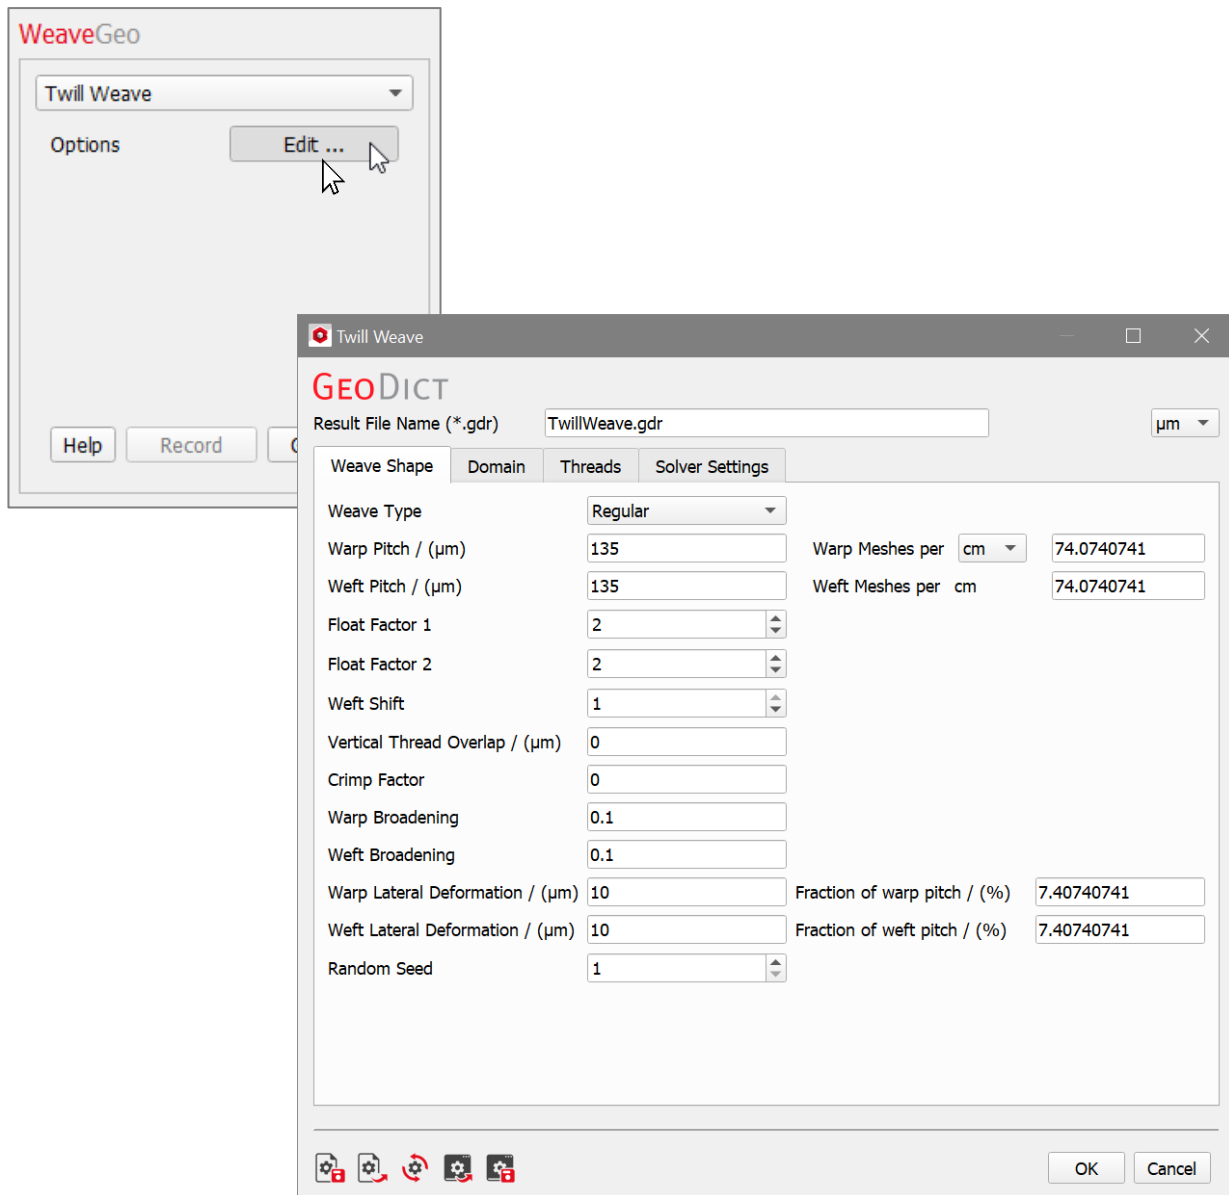 WeaveGeo
Twill Weave
Options Edit ...
Help Record
Twill Weave
GEODICT
Result File Name (*.gdr) TwillWeave.gdr µm
Weave Shape Domain Threads Solver Settings
Weave Type Regular
Warp Pitch / (µm) 135 Warp Meshes per cm 74.0740741
Weft Pitch / (µm) 135 Weft Meshes per cm 74.0740741
Float Factor 1 2
Float Factor 2 2
Weft Shift 1
Vertical Thread Overlap / (µm) 0
Crimp Factor 0
Warp Broadening 0.1
Weft Broadening 0.1
Warp Lateral Deformation / (µm) 10 Fraction of warp pitch / (%) 7.40740741
Weft Lateral Deformation / (µm) 10 Fraction of weft pitch / (%) 7.40740741
Random Seed 1
OK Cancel